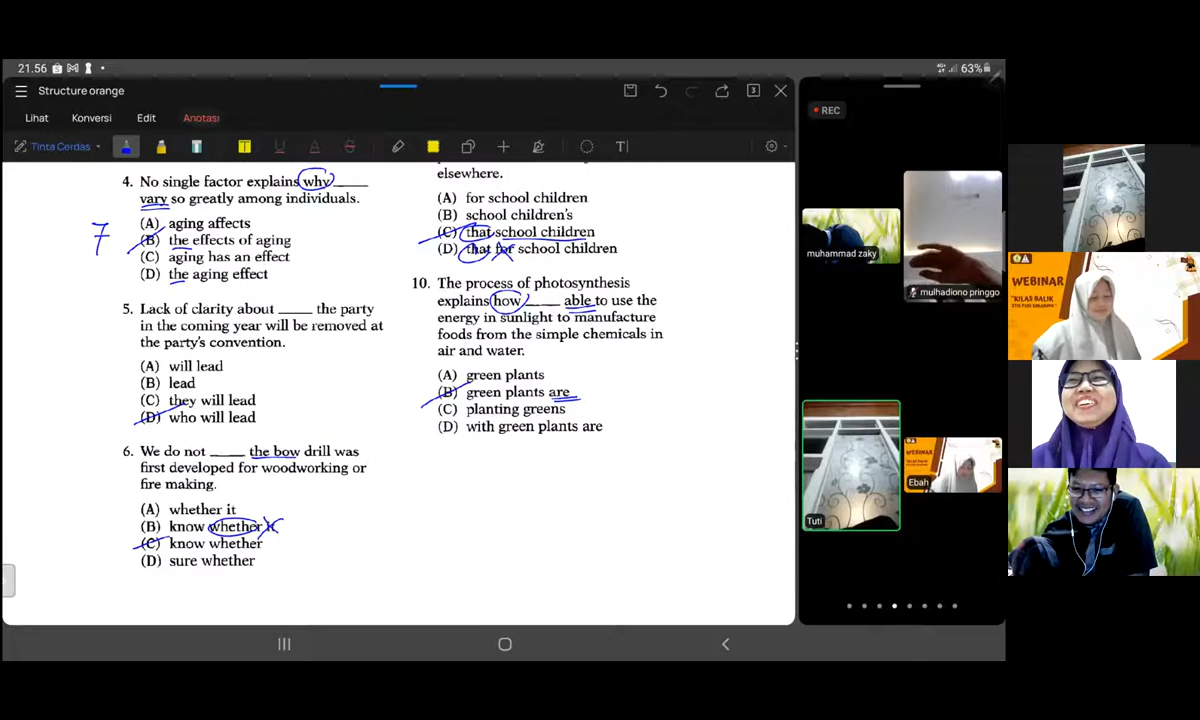 21.56
63%
Structure orange
3
Lihat Konversi Edit Anotasi
Tinta Cerdas
T
A
S
T
4. No single factor explains why ____
vary so greatly among individuals.
7
(A) aging affects
(B) the effects of aging
(C) aging has an effect
(D) the aging effect
5. Lack of clarity about ____ the party
in the coming year will be removed at
the party's convention.
(A) will lead
(B) lead
(C) they will lead
(D) who will lead
6. We do not ____ the bow drill was
first developed for woodworking or
fire making.
(A) whether it
(B) know whether it
(C) know whether
(D) sure whether
elsewhere.
(A) for school children
(B) school children's
(C) that school children
(D) that for school children
10. The process of photosynthesis
explains how ____ able to use the
energy in sunlight to manufacture
foods from the simple chemicals in
air and water.
(A) green plants
(B) green plants are
(C) planting greens
(D) with green plants are
REC
muhammad zaky
mulhadiono pringgo
Tuti
WEBINAR
Ebah
WEBINAR
"KILAS BALIK